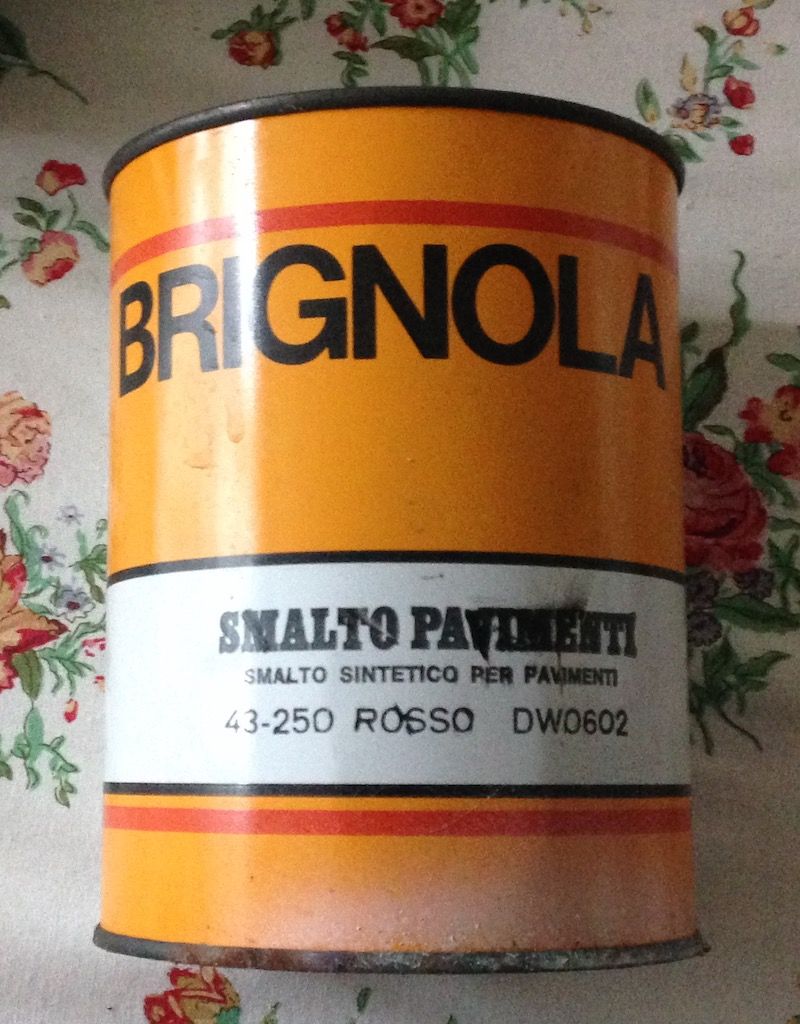 BRIGNOLA
SMALTO PAVIMENTI
SMALTO SINTETICO PER PAVIMENTI
43-250 ROSSO DW0602